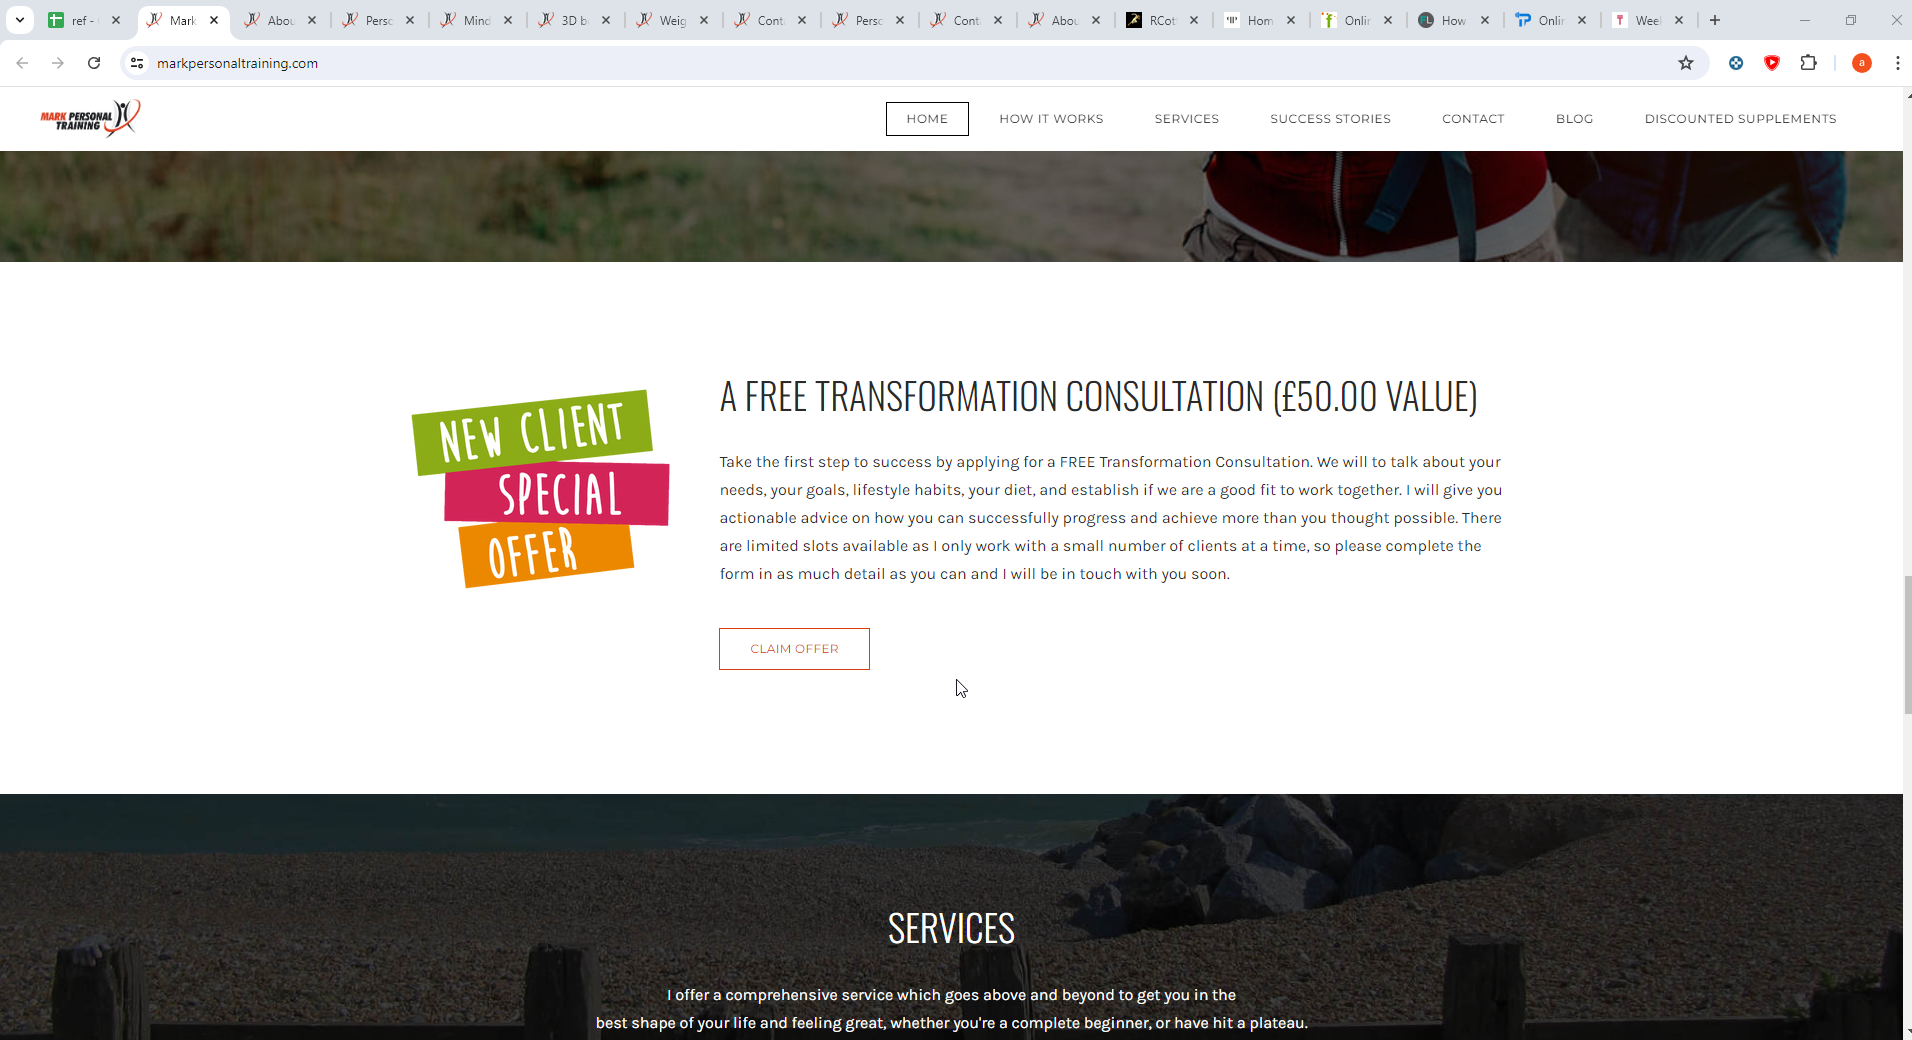 ref -
Mark
Abou
Perso
Mind
3D b
Weig
Cont
Perso
Cont
Abou
RCot
Hom
Onlin
How
Onlin
Wee
markpersonaltraining.com
a
MARK PERSONAL
TRAINING
HOME
HOW IT WORKS
SERVICES
SUCCESS STORIES
CONTACT
BLOG
DISCOUNTED SUPPLEMENTS
NEW CLIENT
SPECIAL
OFFER
A FREE TRANSFORMATION CONSULTATION (£50.00 VALUE)
Take the first step to success by applying for a FREE Transformation Consultation. We will to talk about your
needs, your goals, lifestyle habits, your diet, and establish if we are a good fit to work together. I will give you
actionable advice on how you can successfully progress and achieve more than you thought possible. There
are limited slots available as I only work with a small number of clients at a time, so please complete the
form in as much detail as you can and I will be in touch with you soon.
CLAIM OFFER
SERVICES
I offer a comprehensive service which goes above and beyond to get you in the
best shape of your life and feeling great, whether you're a complete beginner, or have hit a plateau.